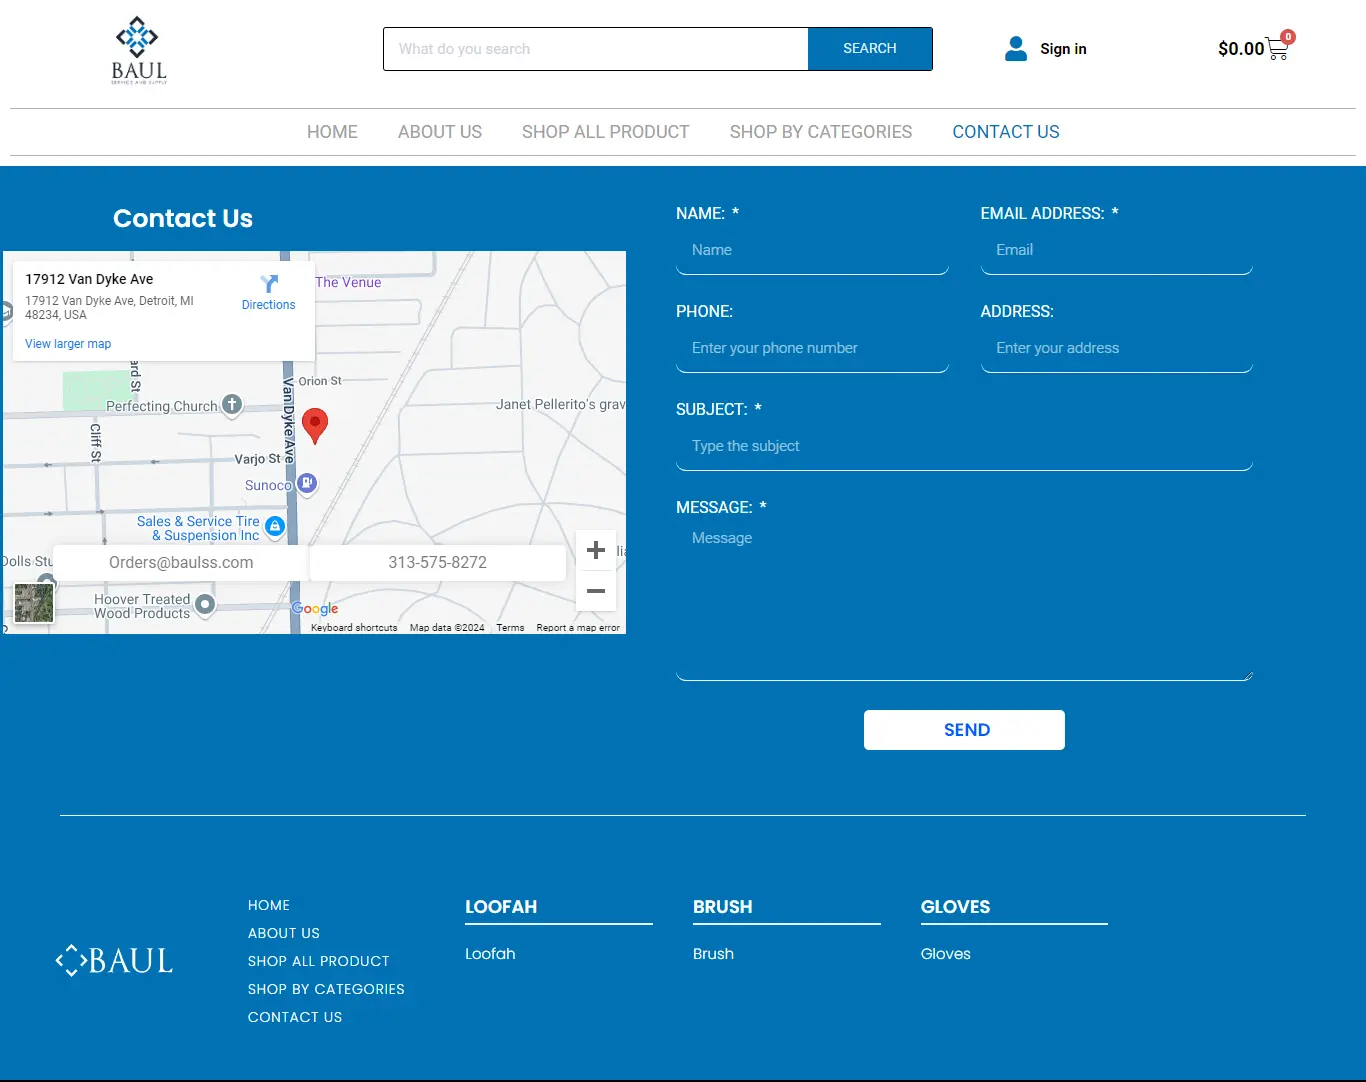 BAUL
SERVICE AND SUPPLY
What do you search
SEARCH
Sign in
$0.00
0
HOME
ABOUT US
SHOP ALL PRODUCT
SHOP BY CATEGORIES
CONTACT US
Contact Us
17912 Van Dyke Ave
17912 Van Dyke Ave, Detroit, MI
48234, USA
Directions
View larger map
The Venue
ard St
Orion St
Perfecting Church
Van Dyke Ave
Janet Pellerito's grav
Cliff St
Varjo St
Sunoco
Sales & Service Tire
& Suspension Inc
Dolls Stu
Orders@baulss.com
313-575-8272
Hoover Treated
Wood Products
Google
Keyboard shortcuts
Map data ©2024
Terms
Report a map error
NAME: *
Name
EMAIL ADDRESS: *
Email
PHONE:
Enter your phone number
ADDRESS:
Enter your address
SUBJECT: *
Type the subject
MESSAGE: *
Message
SEND
BAUL
HOME
ABOUT US
SHOP ALL PRODUCT
SHOP BY CATEGORIES
CONTACT US
LOOFAH
Loofah
BRUSH
Brush
GLOVES
Gloves